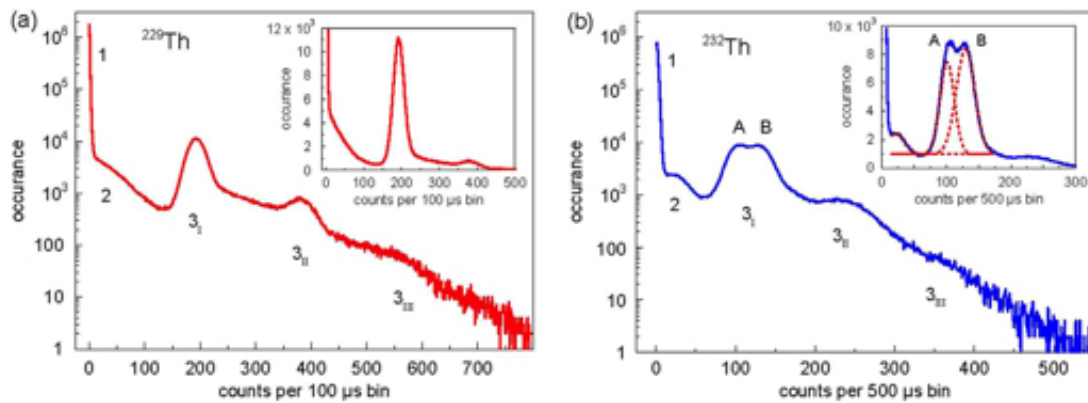 (a)
²²⁹Th
10⁶
10⁵
10⁴
10³
100
10
1
occurance
0 100 200 300 400 500 600 700
counts per 100 µs bin
1
2
3I
3II
3III
12 x 10³
10
8
6
4
2
0
occurance
0 100 200 300 400 500
counts per 100 µs bin
(b)
²³²Th
10⁶
10⁵
10⁴
10³
100
10
1
occurance
0 100 200 300 400 500
counts per 500 µs bin
1
2
A B
3I
3II
3III
10 x 10³
8
6
4
2
0
occurance
A B
100 200 300
counts per 500 µs bin